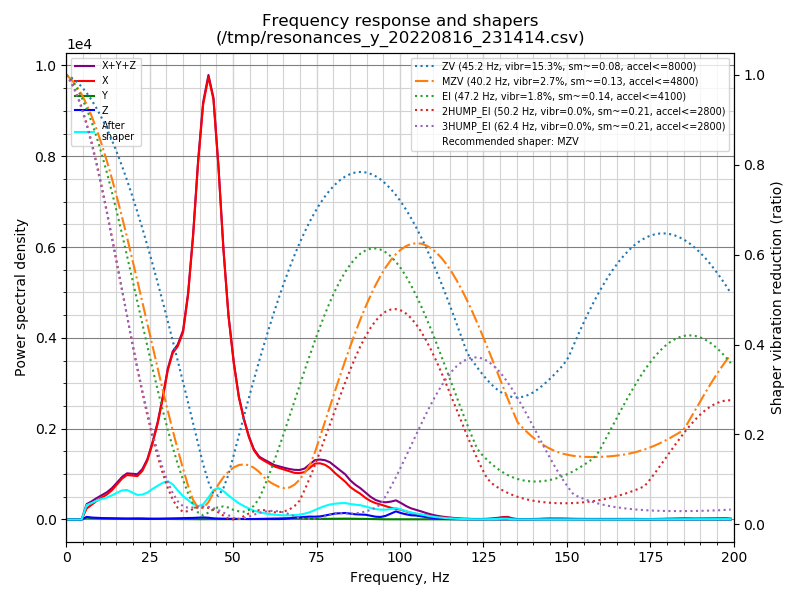 Frequency response and shapers
(/tmp/resonances_y_20220816_231414.csv)
1e4
X+Y+Z
X
Y
Z
After
shaper
ZV (45.2 Hz, vibr=15.3%, sm~=0.08, accel<=8000)
MZV (40.2 Hz, vibr=2.7%, sm~=0.13, accel<=4800)
EI (47.2 Hz, vibr=1.8%, sm~=0.14, accel<=4100)
2HUMP_EI (50.2 Hz, vibr=0.0%, sm~=0.21, accel<=2800)
3HUMP_EI (62.4 Hz, vibr=0.0%, sm~=0.21, accel<=2800)
Recommended shaper: MZV
Power spectral density
1.0
0.8
0.6
0.4
0.2
0.0
Shaper vibration reduction (ratio)
1.0
0.8
0.6
0.4
0.2
0.0
0 25 50 75 100 125 150 175 200
Frequency, Hz